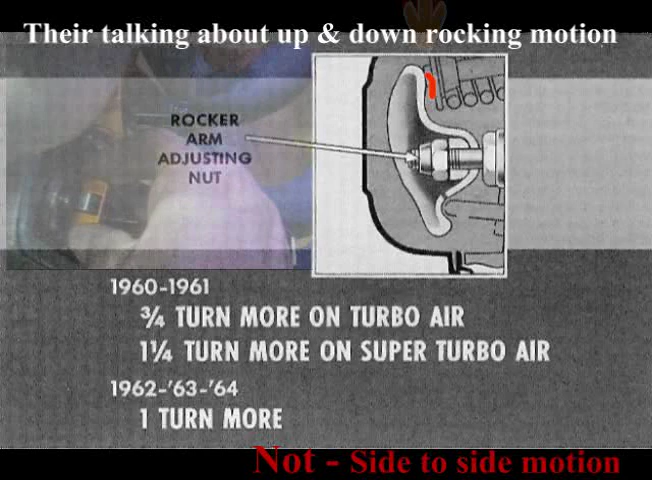 Their talking about up & down rocking motion
ROCKER
ARM
ADJUSTING
NUT
1960-1961
¾ TURN MORE ON TURBO AIR
1¼ TURN MORE ON SUPER TURBO AIR
1962-'63-'64
1 TURN MORE
Not - Side to side motion